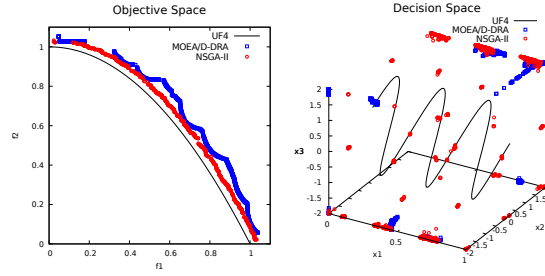 Objective Space
UF4
MOEA/D-DRA
NSGA-II
f2
1
0.8
0.6
0.4
0.2
0
0
0.2
0.4
0.6
0.8
1
f1
Decision Space
UF4
MOEA/D-DRA
NSGA-II
x3
2
1.5
1
0.5
0
-0.5
-1
-1.5
-2
0
0.5
1
x1
-2
-1.5
-1
-0.5
0
0.5
1
1.5
x2